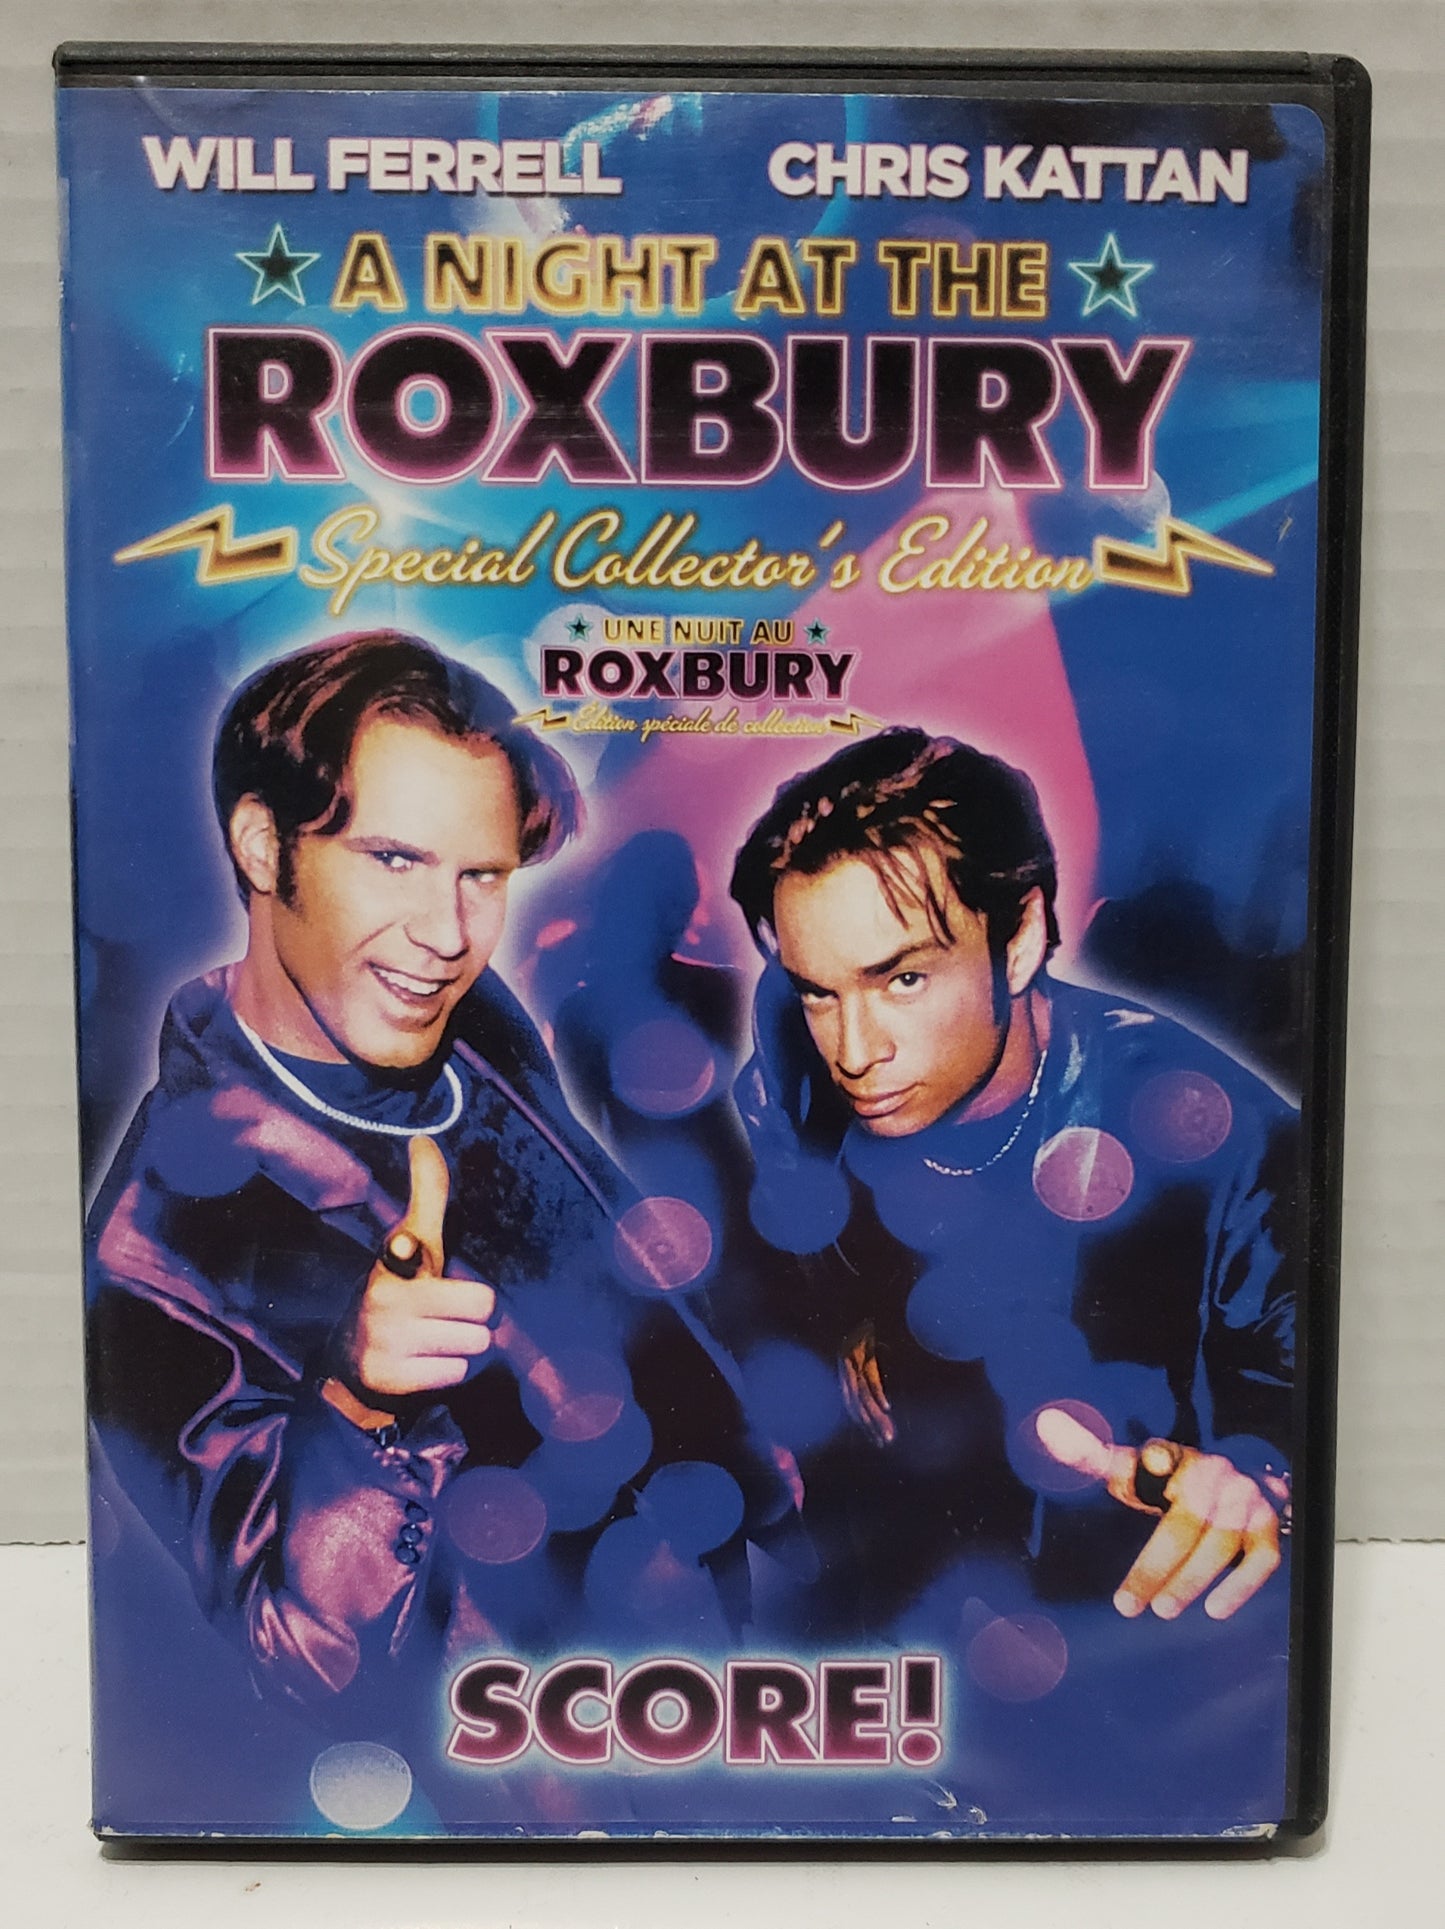 WILL FERRELL CHRIS KATTAN
A NIGHT AT THE
ROXBURY
Special Collector's Edition
UNE NUIT AU
ROXBURY
Édition spéciale de collection
SCORE!